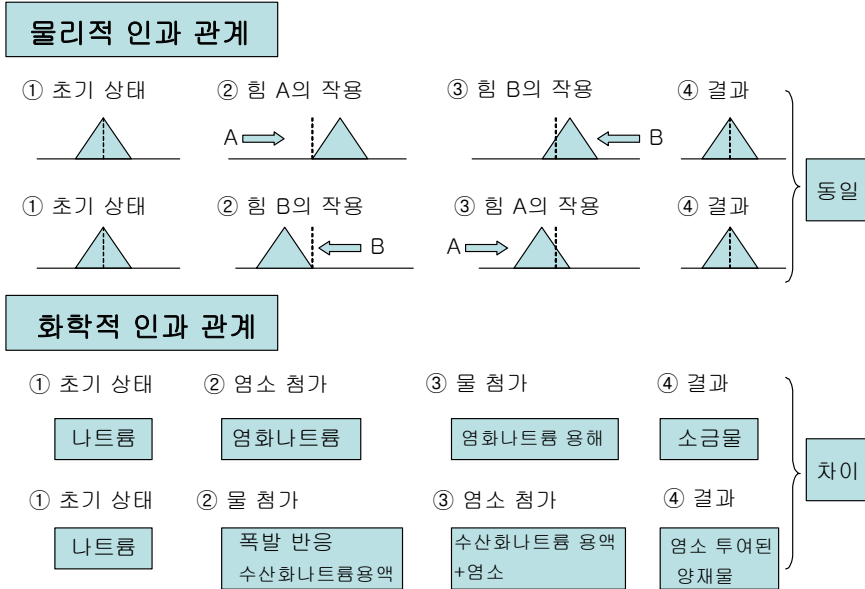 물리적 인과 관계
① 초기 상태 ② 힘 A의 작용 ③ 힘 B의 작용 ④ 결과
A B
동일
① 초기 상태 ② 힘 B의 작용 ③ 힘 A의 작용 ④ 결과
B A
화학적 인과 관계
① 초기 상태 ② 염소 첨가 ③ 물 첨가 ④ 결과
나트륨 염화나트륨 염화나트륨 용해 소금물
차이
① 초기 상태 ② 물 첨가 ③ 염소 첨가 ④ 결과
나트륨
폭발 반응
수산화나트륨용액
수산화나트륨 용액
+염소
염소 투여된
양재물